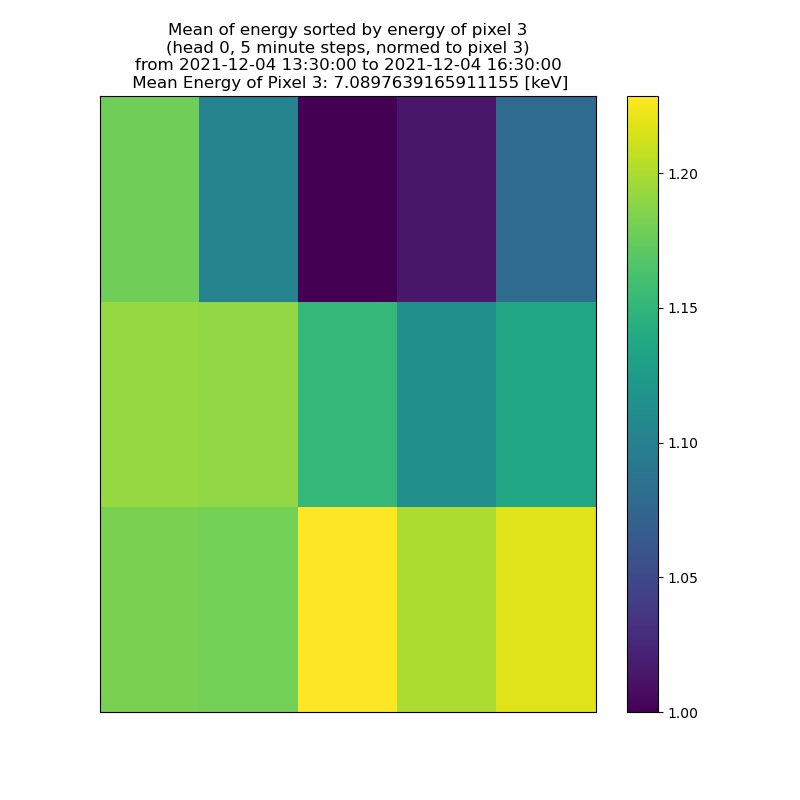 Mean of energy sorted by energy of pixel 3
(head 0, 5 minute steps, normed to pixel 3)
from 2021-12-04 13:30:00 to 2021-12-04 16:30:00
Mean Energy of Pixel 3: 7.0897639165911155 [keV]
1.20
1.15
1.10
1.05
1.00